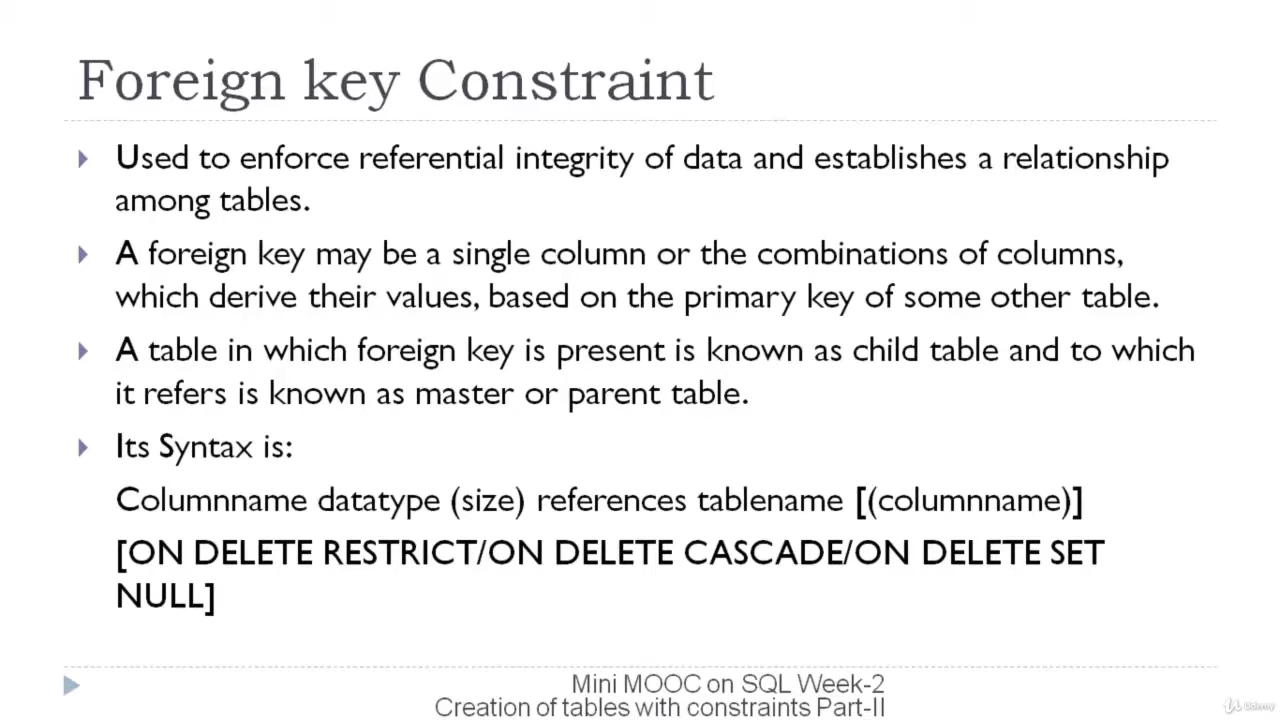 Foreign key Constraint
Used to enforce referential integrity of data and establishes a relationship
among tables.
A foreign key may be a single column or the combinations of columns,
which derive their values, based on the primary key of some other table.
A table in which foreign key is present is known as child table and to which
it refers is known as master or parent table.
Its Syntax is:
Columnname datatype (size) references tablename [(columnname)]
[ON DELETE RESTRICT/ON DELETE CASCADE/ON DELETE SET
NULL]
Mini MOOC on SQL Week-2
Creation of tables with constraints Part-II
Udemy